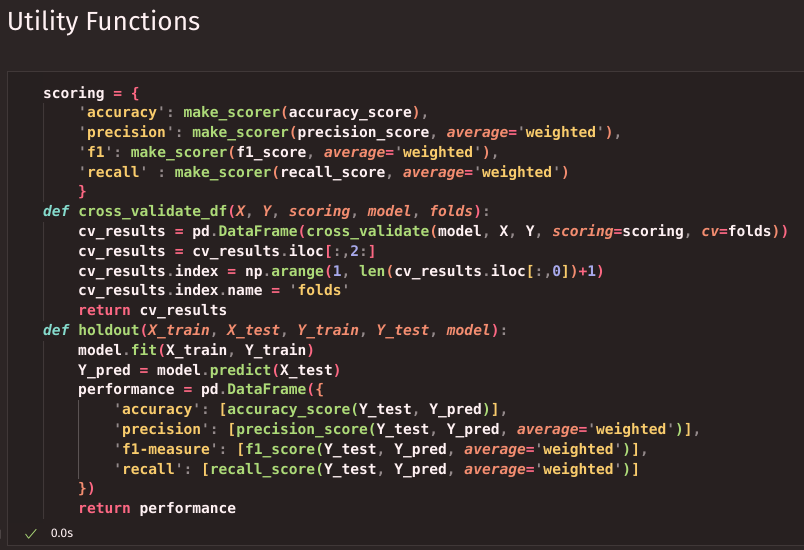 Utility Functions
scoring = {
    'accuracy': make_scorer(accuracy_score),
    'precision': make_scorer(precision_score, average='weighted'),
    'f1': make_scorer(f1_score, average='weighted'),
    'recall' : make_scorer(recall_score, average='weighted')
    }
def cross_validate_df(X, Y, scoring, model, folds):
    cv_results = pd.DataFrame(cross_validate(model, X, Y, scoring=scoring, cv=folds))
    cv_results = cv_results.iloc[:,2:]
    cv_results.index = np.arange(1, len(cv_results.iloc[:,0])+1)
    cv_results.index.name = 'folds'
    return cv_results
def holdout(X_train, X_test, Y_train, Y_test, model):
    model.fit(X_train, Y_train)
    Y_pred = model.predict(X_test)
    performance = pd.DataFrame({
        'accuracy': [accuracy_score(Y_test, Y_pred)],
        'precision': [precision_score(Y_test, Y_pred, average='weighted')],
        'f1-measure': [f1_score(Y_test, Y_pred, average='weighted')],
        'recall': [recall_score(Y_test, Y_pred, average='weighted')]
    })
    return performance
0.0s